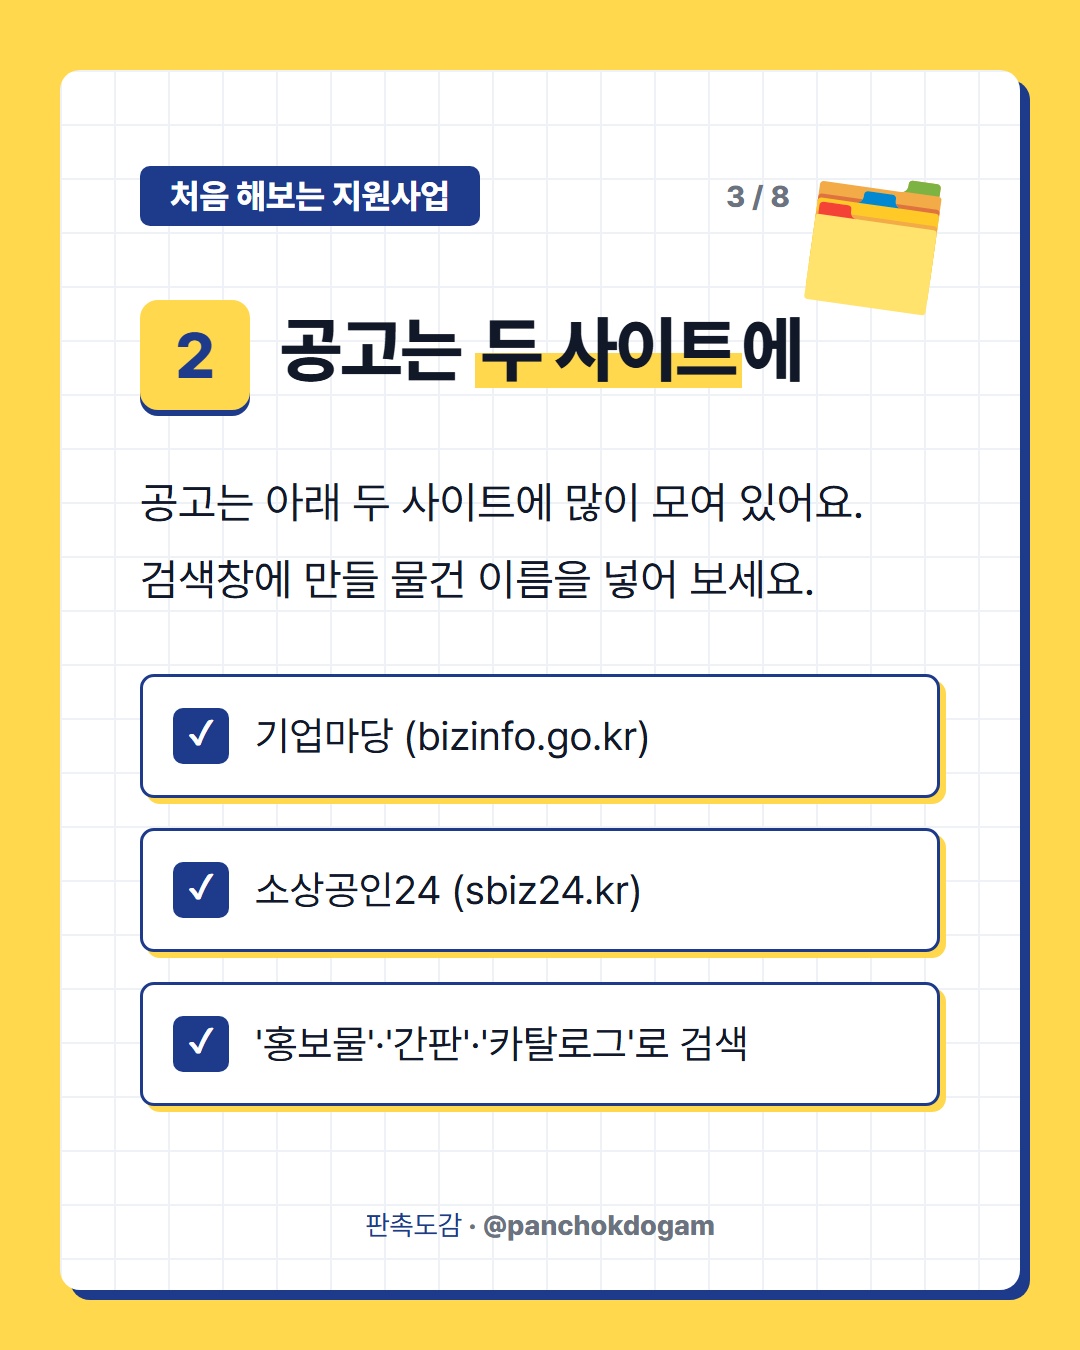 처음 해보는 지원사업
3 / 8
2
공고는 두 사이트에
공고는 아래 두 사이트에 많이 모여 있어요.
검색창에 만들 물건 이름을 넣어 보세요.
기업마당 (bizinfo.go.kr)
소상공인24 (sbiz24.kr)
'홍보물'·'간판'·'카탈로그'로 검색
판촉도감 · @panchokdogam